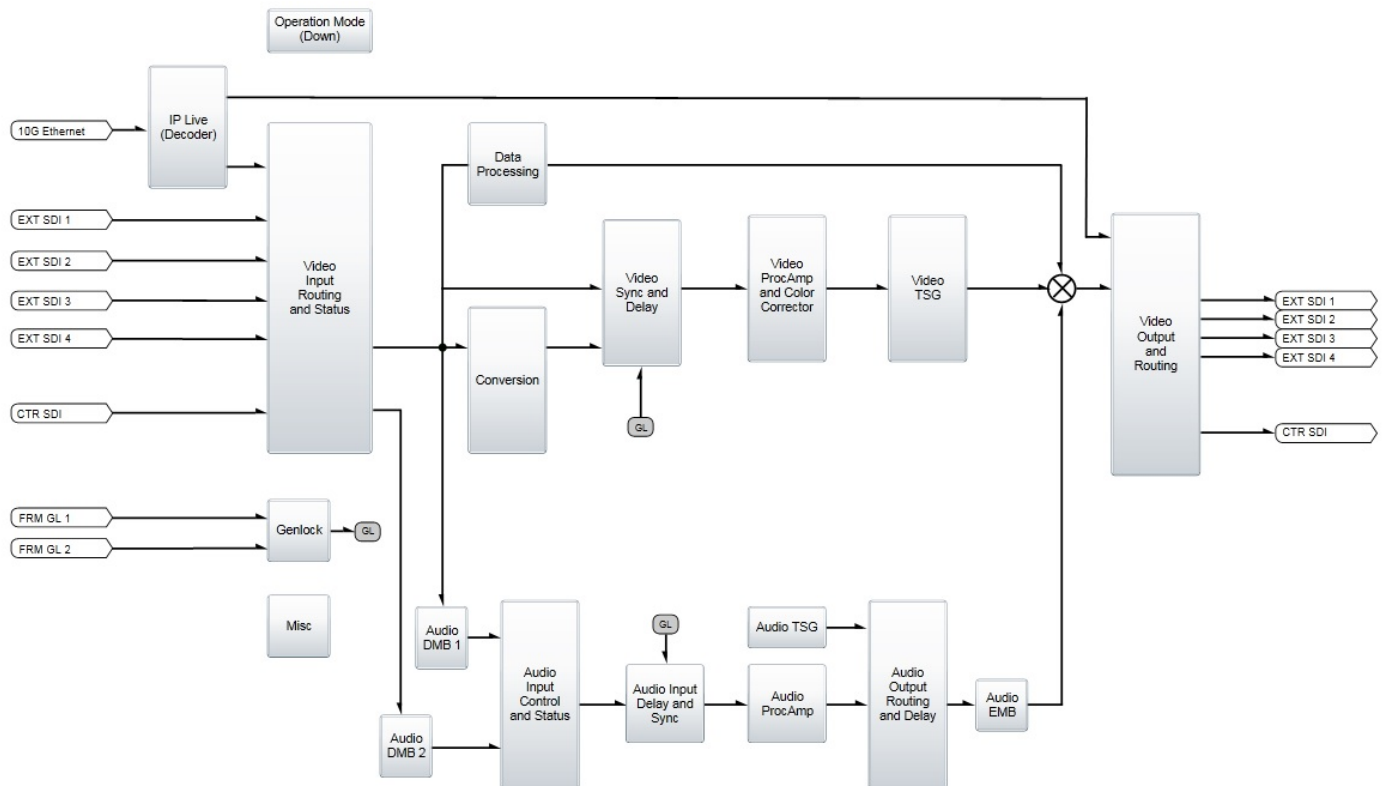 Operation Mode
(Down)
10G Ethernet
IP Live
(Decoder)
EXT SDI 1
EXT SDI 2
EXT SDI 3
EXT SDI 4
CTR SDI
Video
Input
Routing
and Status
Data
Processing
Conversion
Video
Sync and
Delay
GL
Video
ProcAmp
and Color
Corrector
Video
TSG
Video
Output
and
Routing
EXT SDI 1
EXT SDI 2
EXT SDI 3
EXT SDI 4
CTR SDI
FRM GL 1
FRM GL 2
Genlock
GL
Misc
Audio
DMB 1
Audio
DMB 2
Audio
Input
Control
and Status
GL
Audio Input
Delay and
Sync
Audio TSG
Audio
ProcAmp
Audio
Output
Routing
and Delay
Audio
EMB